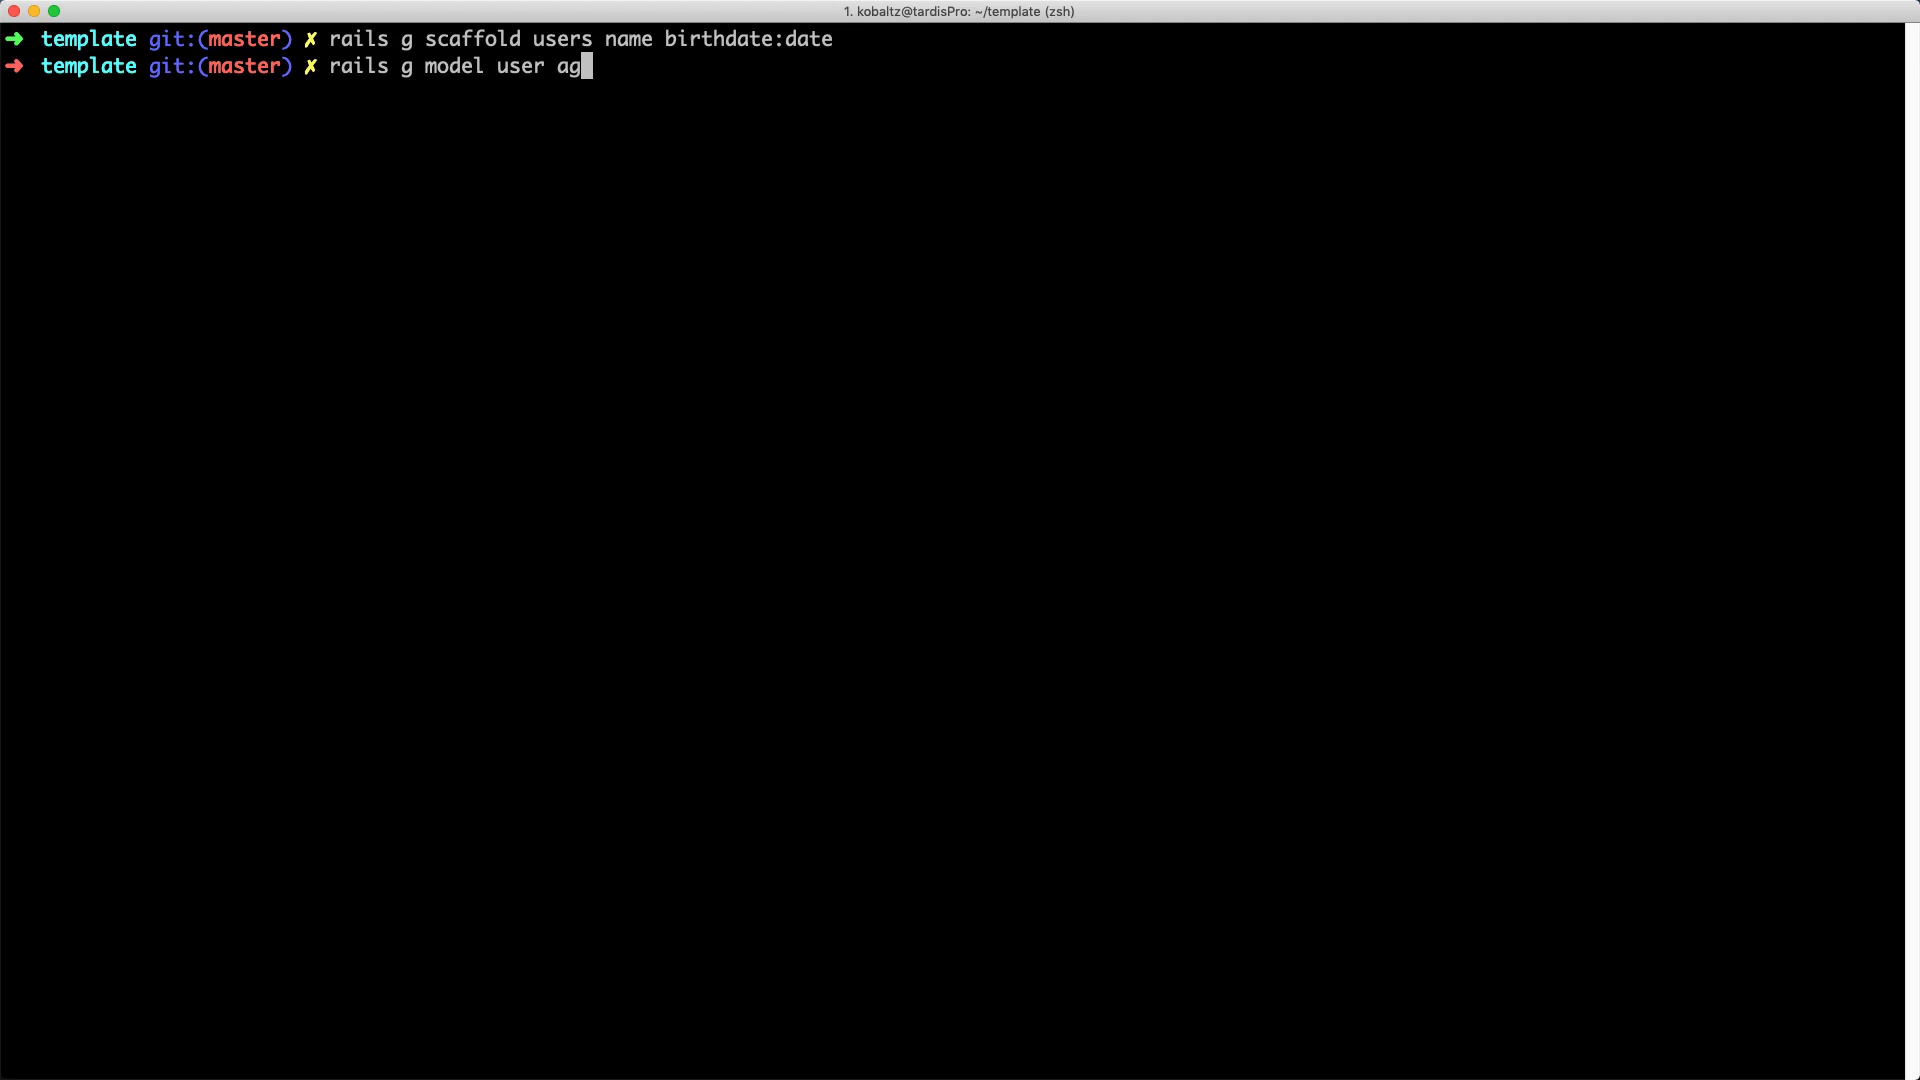 1. kobaltz@tardisPro: ~/template (zsh)
➜ template git:(master) ✗ rails g scaffold users name birthdate:date
➜ template git:(master) ✗ rails g model user ag